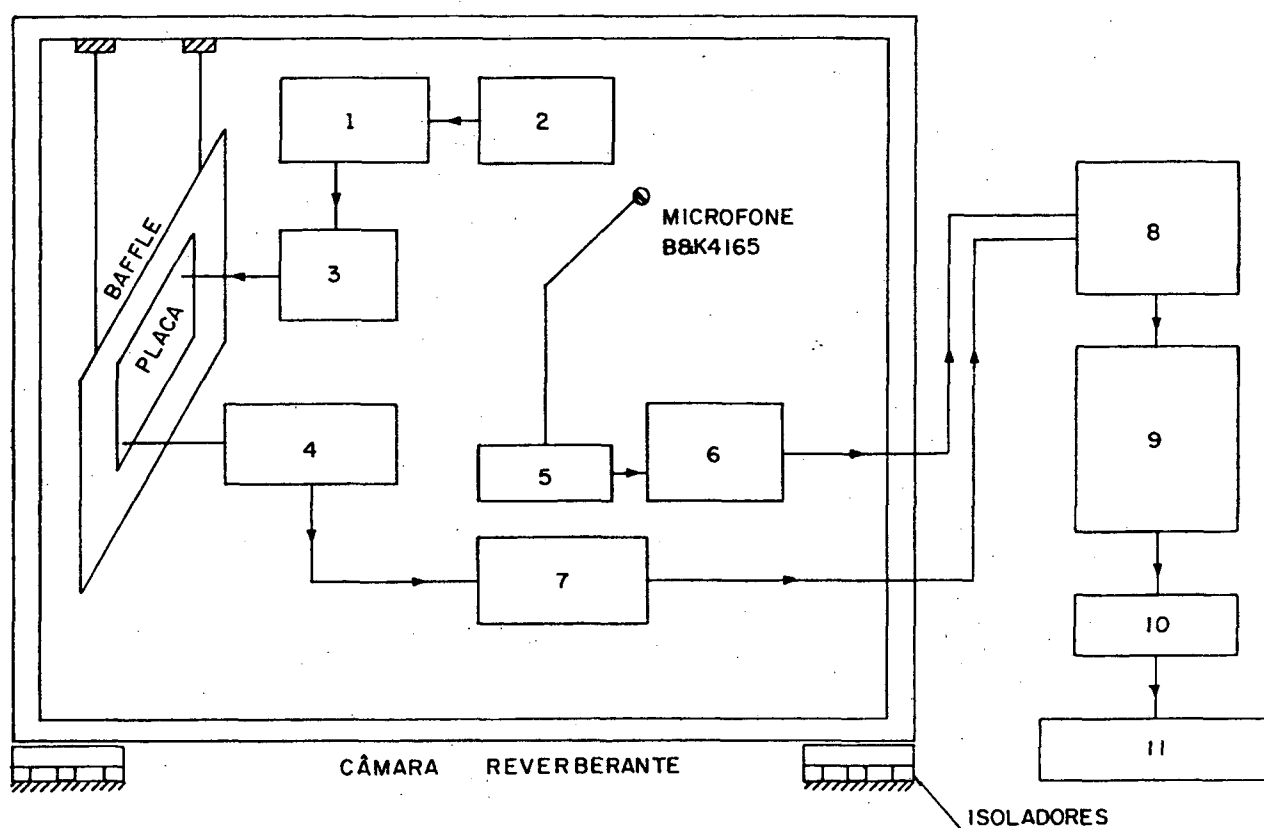 1
2
BAFFLE
PLACA
3
MICROFONE
B&K4165
8
4
5
6
9
7
10
11
CÂMARA REVERBERANTE
ISOLADORES